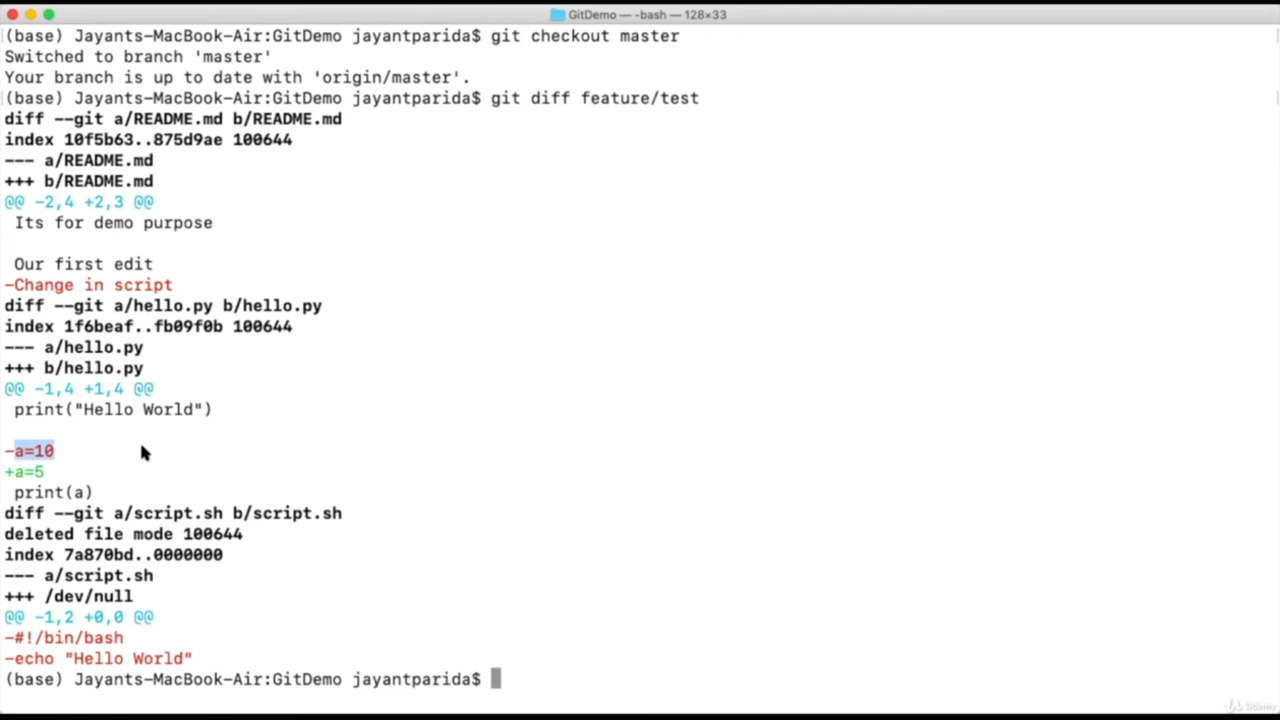 GitDemo — -bash — 128×33
(base) Jayants-MacBook-Air:GitDemo jayantparida$ git checkout master
Switched to branch 'master'
Your branch is up to date with 'origin/master'.
(base) Jayants-MacBook-Air:GitDemo jayantparida$ git diff feature/test
diff --git a/README.md b/README.md
index 10f5b63..875d9ae 100644
--- a/README.md
+++ b/README.md
@@ -2,4 +2,3 @@
 Its for demo purpose
 Our first edit
-Change in script
diff --git a/hello.py b/hello.py
index 1f6beaf..fb09f0b 100644
--- a/hello.py
+++ b/hello.py
@@ -1,4 +1,4 @@
 print("Hello World")
-a=10
+a=5
 print(a)
diff --git a/script.sh b/script.sh
deleted file mode 100644
index 7a870bd..0000000
--- a/script.sh
+++ /dev/null
@@ -1,2 +0,0 @@
-#!/bin/bash
-echo "Hello World"
(base) Jayants-MacBook-Air:GitDemo jayantparida$
Udemy